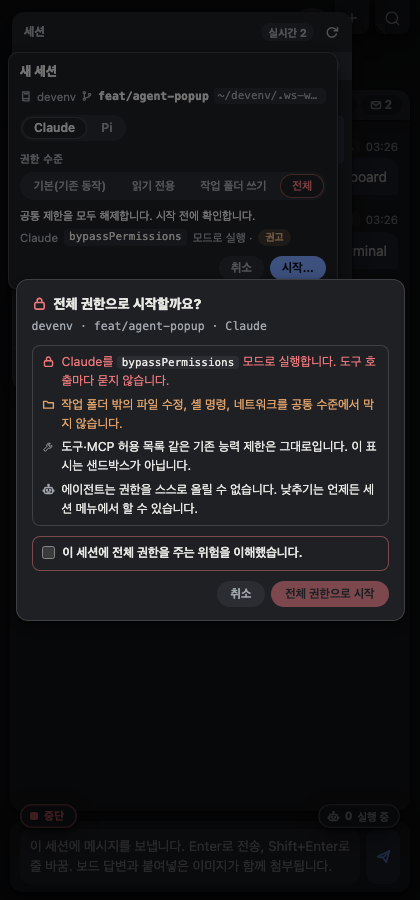 세션
실시간 2
새 세션
devenv feat/agent-popup ~/devenv/.ws-w…
2
Claude Pi
03:26
권한 수준
board
기본(기존 동작) 읽기 전용 작업 폴더 쓰기 전체
03:26
공통 제한을 모두 해제합니다. 시작 전에 확인합니다.
Claude bypassPermissions 모드로 실행 · 권고
minal
취소 시작…
전체 권한으로 시작할까요?
devenv · feat/agent-popup · Claude
Claude를 bypassPermissions 모드로 실행합니다. 도구 호
출마다 묻지 않습니다.
작업 폴더 밖의 파일 수정, 셸 명령, 네트워크를 공통 수준에서 막
지 않습니다.
도구·MCP 허용 목록 같은 기존 능력 제한은 그대로입니다. 이 표
시는 샌드박스가 아닙니다.
에이전트는 권한을 스스로 올릴 수 없습니다. 낮추기는 언제든 세
션 메뉴에서 할 수 있습니다.
이 세션에 전체 권한을 주는 위험을 이해했습니다.
취소 전체 권한으로 시작
중단
0 실행 중
이 세션에 메시지를 보냅니다. Enter로 전송, Shift+Enter로
줄 바꿈. 보드 답변과 붙여넣은 이미지가 함께 첨부됩니다.